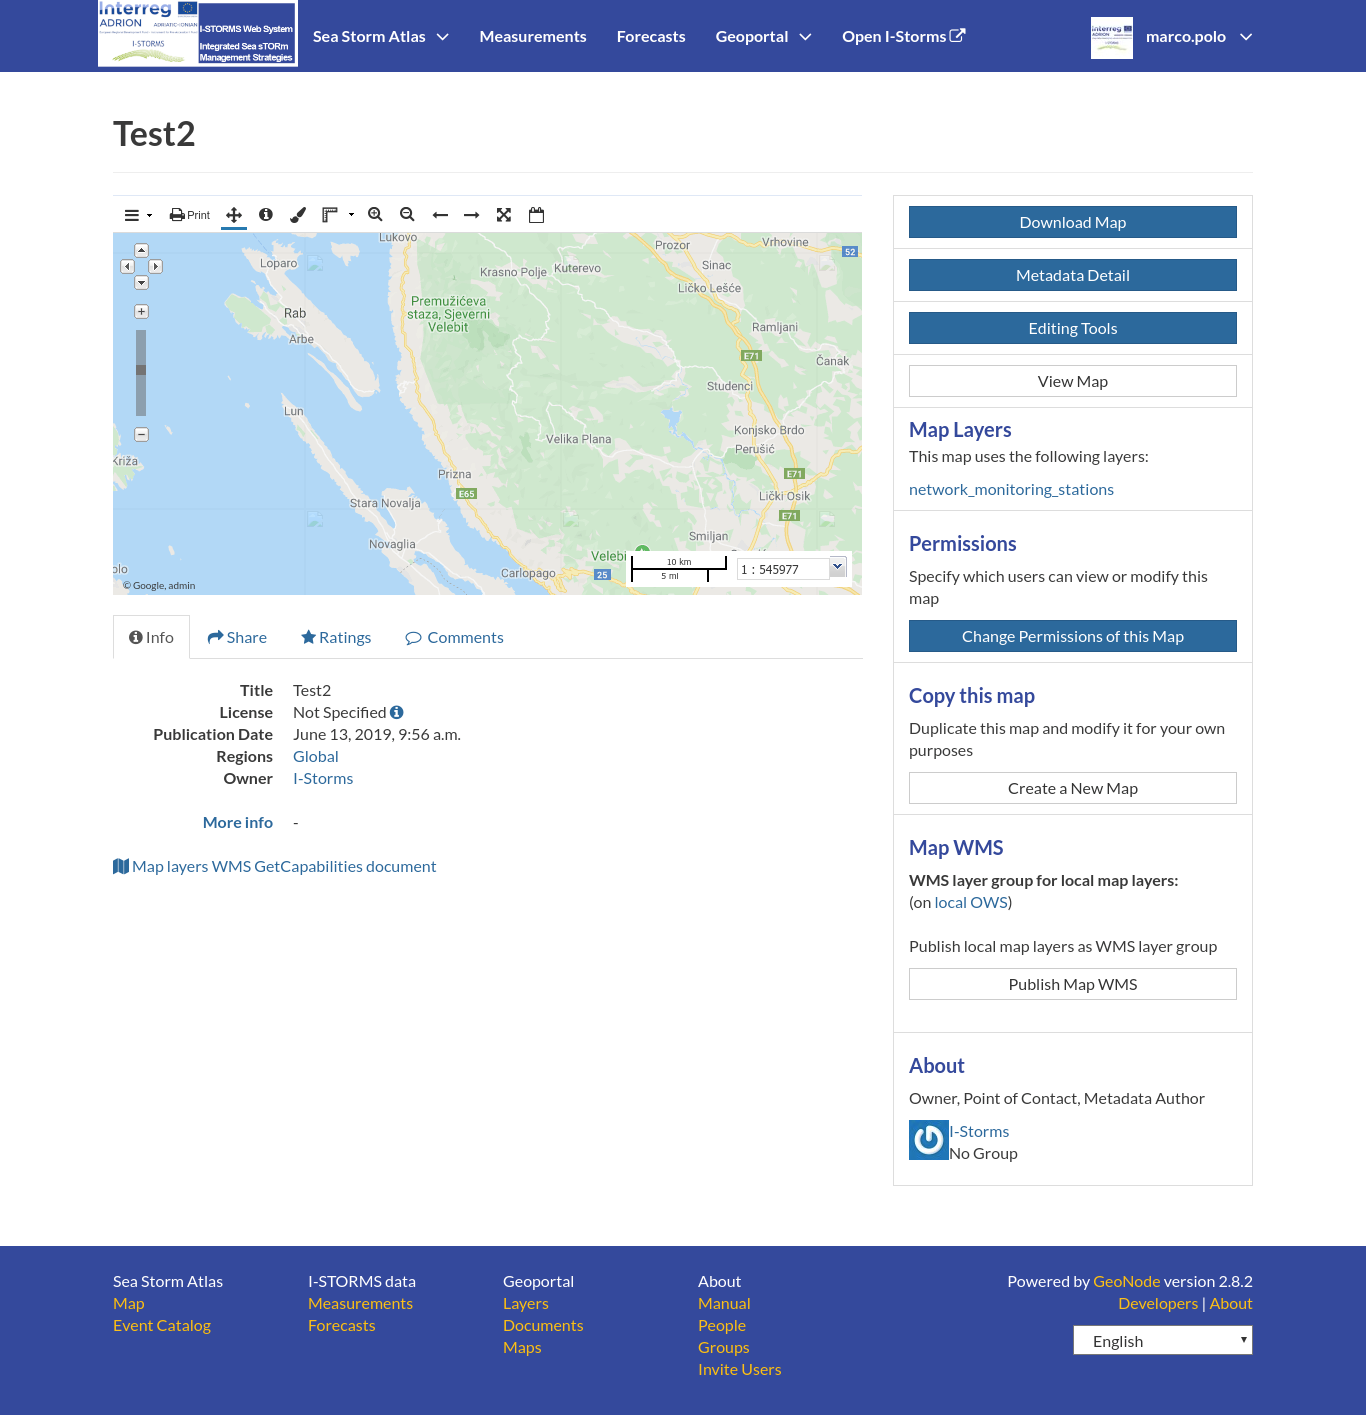 Interreg
ADRION
ADRIATIC-IONIAN
I-STORMS
I-STORMS Web System
Integrated Sea sTORm
Management Strategies
Sea Storm Atlas
Measurements
Forecasts
Geoportal
Open I-Storms
marco.polo
Test2
Print
Lukovo
Loparo
Rab
Arbe
Lun
Križa
Krasno Polje
Kuterevo
Premužićeva
staza, Sjeverni
Velebit
Prozor
Vrhovine
52
Sinac
Ličko Lešće
Ramljani
E71
Čanak
Studenci
Konjsko Brdo
Perušić
Velika Plana
E71
Prizna
E65
Lički Osik
Stara Novalja
E71
Novaglja
Smiljan
Carlopago
25
10 km
5 mi
1 : 545977
© Google, admin
Download Map
Metadata Detail
Editing Tools
View Map
Map Layers
This map uses the following layers:
network_monitoring_stations
Permissions
Specify which users can view or modify this
map
Change Permissions of this Map
Copy this map
Duplicate this map and modify it for your own
purposes
Create a New Map
Map WMS
WMS layer group for local map layers:
(on local OWS)
Publish local map layers as WMS layer group
Publish Map WMS
About
Owner, Point of Contact, Metadata Author
I-Storms
No Group
Info
Share
Ratings
Comments
Title Test2
License Not Specified
Publication Date June 13, 2019, 9:56 a.m.
Regions Global
Owner I-Storms
More info -
Map layers WMS GetCapabilities document
Sea Storm Atlas
Map
Event Catalog
I-STORMS data
Measurements
Forecasts
Geoportal
Layers
Documents
Maps
About
Manual
People
Groups
Invite Users
Powered by GeoNode version 2.8.2
Developers | About
English